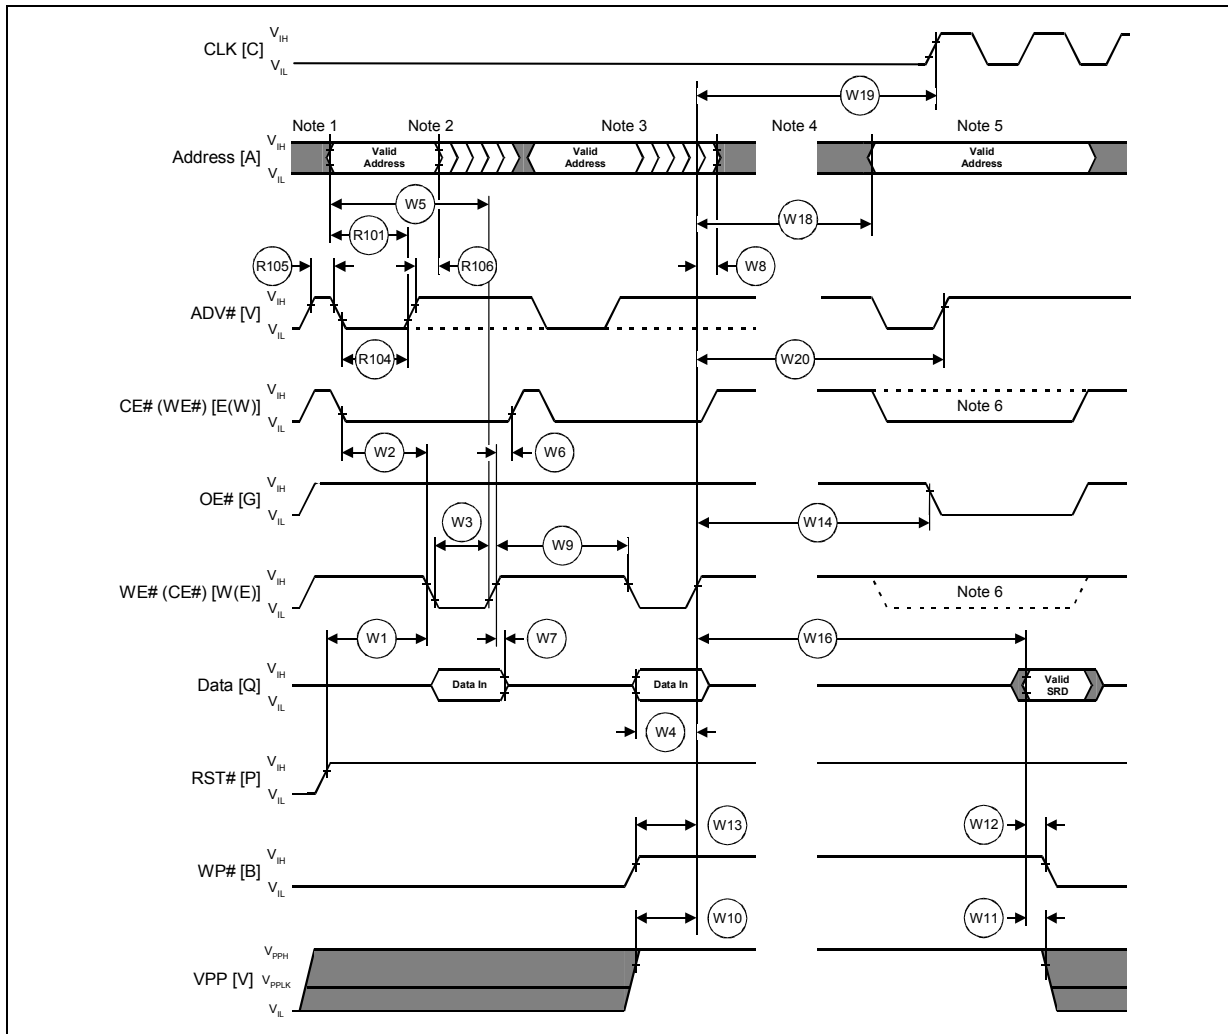 CLK [C]
VIH
VIL
W19
Note 1
Note 2
Note 3
Note 4
Note 5
Address [A]
VIH
VIL
Valid Address
Valid Address
Valid Address
W5
W18
R101
R105
R106
W8
ADV# [V]
VIH
VIL
R104
W20
CE# (WE#) [E(W)]
VIH
VIL
Note 6
W2
W6
OE# [G]
VIH
VIL
W3
W9
W14
WE# (CE#) [W(E)]
VIH
VIL
Note 6
W1
W7
W16
Data [Q]
VIH
VIL
Data In
Data In
Valid SRD
W4
RST# [P]
VIH
VIL
W13
W12
WP# [B]
VIH
VIL
W10
W11
VPP [V]
VPPH
VPPLK
VIL